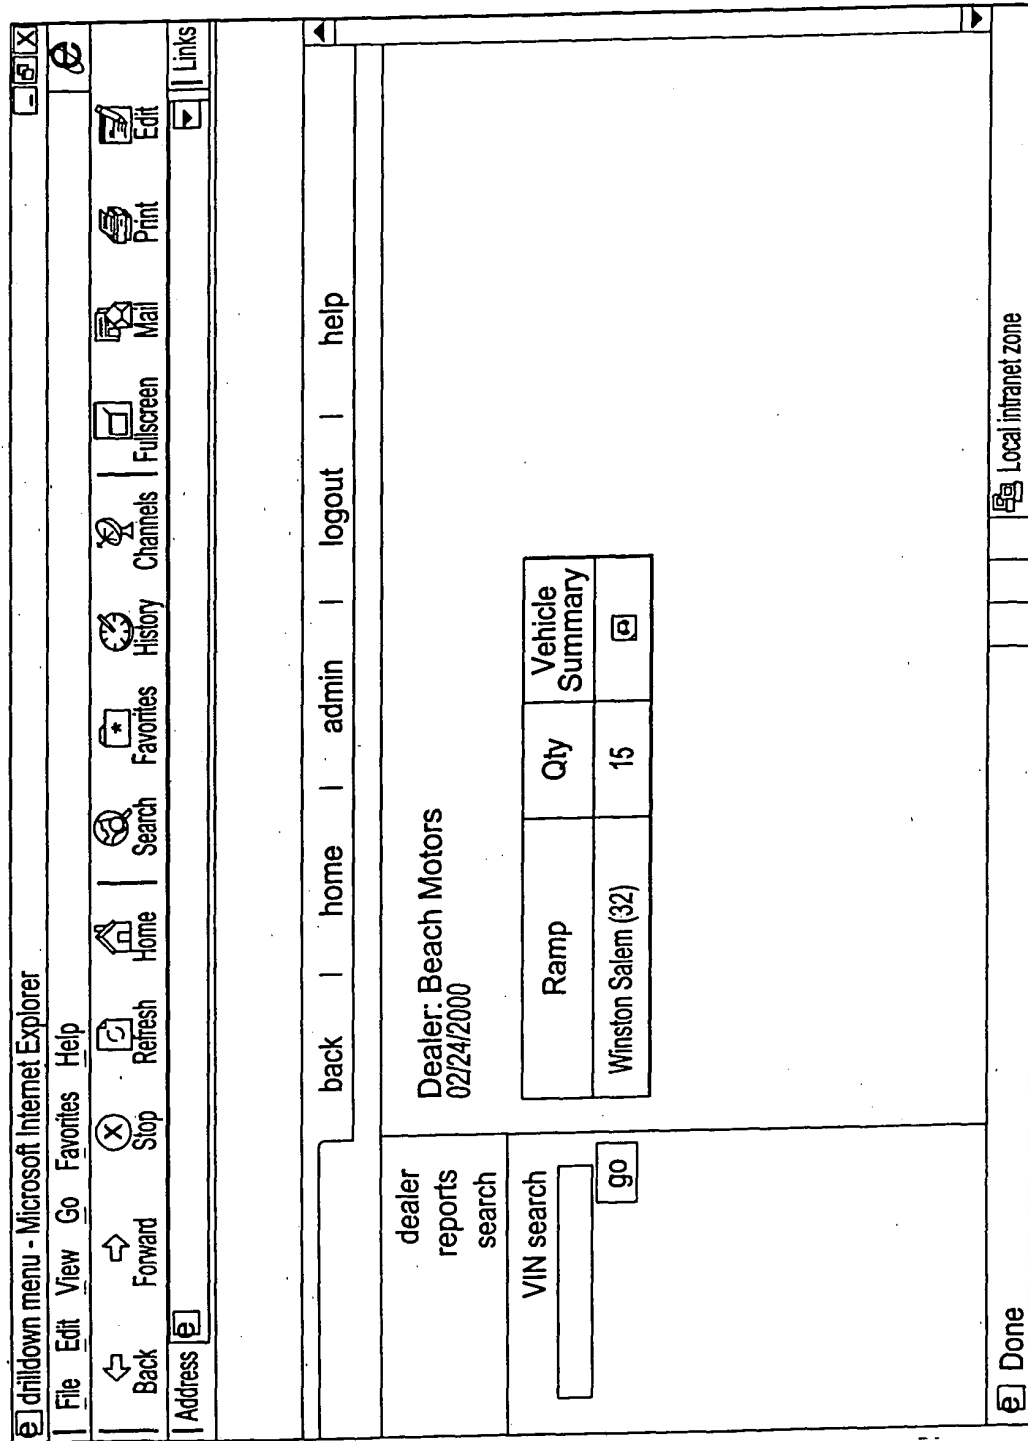 drilldown menu - Microsoft Internet Explorer
File Edit View Go Favorites Help
Back Forward Stop Refresh Home Search Favorites History Channels Fullscreen Mail Print Edit
Address Links
back | home | admin | logout | help
dealer
reports
search
VIN search
go
Dealer: Beach Motors
02/24/2000
Ramp Qty Vehicle Summary
Winston Salem (32) 15
Done Local intranet zone